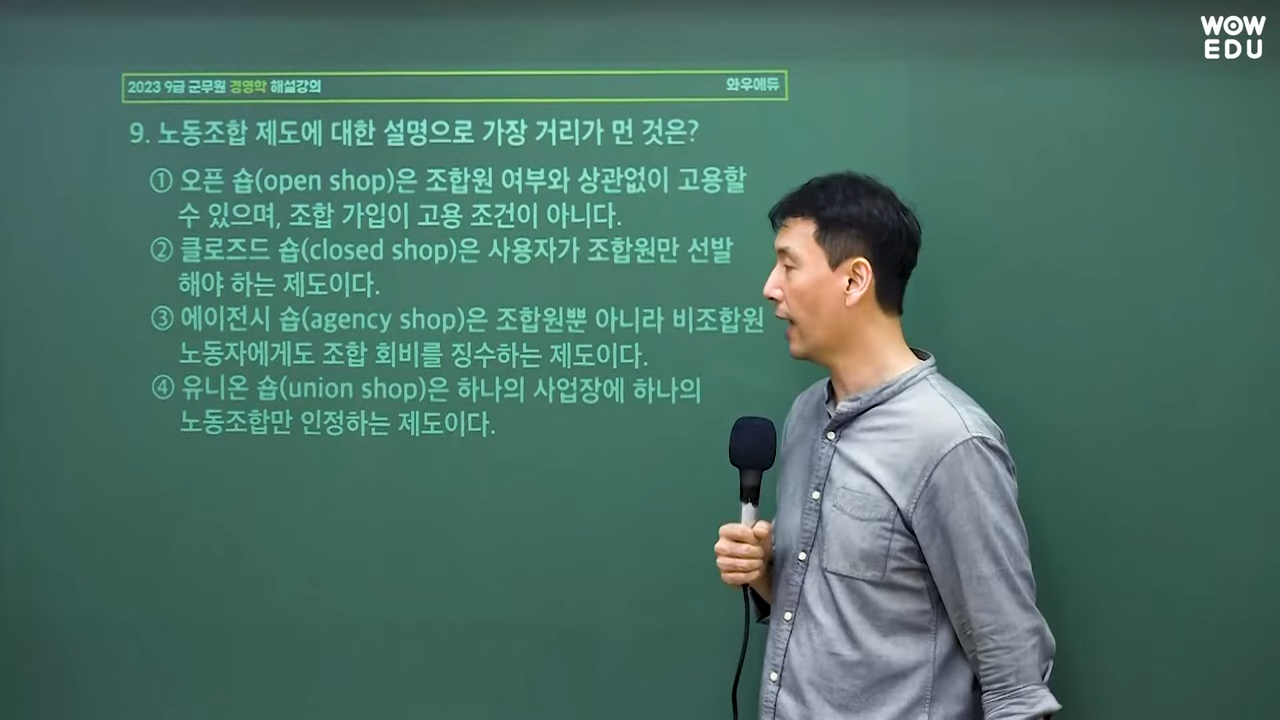 WOW
EDU
2023 9급 군무원 경영학 해설강의
와우에듀
9. 노동조합 제도에 대한 설명으로 가장 거리가 먼 것은?
① 오픈 숍(open shop)은 조합원 여부와 상관없이 고용할
수 있으며, 조합 가입이 고용 조건이 아니다.
② 클로즈드 숍(closed shop)은 사용자가 조합원만 선발
해야 하는 제도이다.
③ 에이전시 숍(agency shop)은 조합원뿐 아니라 비조합원
노동자에게도 조합 회비를 징수하는 제도이다.
④ 유니온 숍(union shop)은 하나의 사업장에 하나의
노동조합만 인정하는 제도이다.